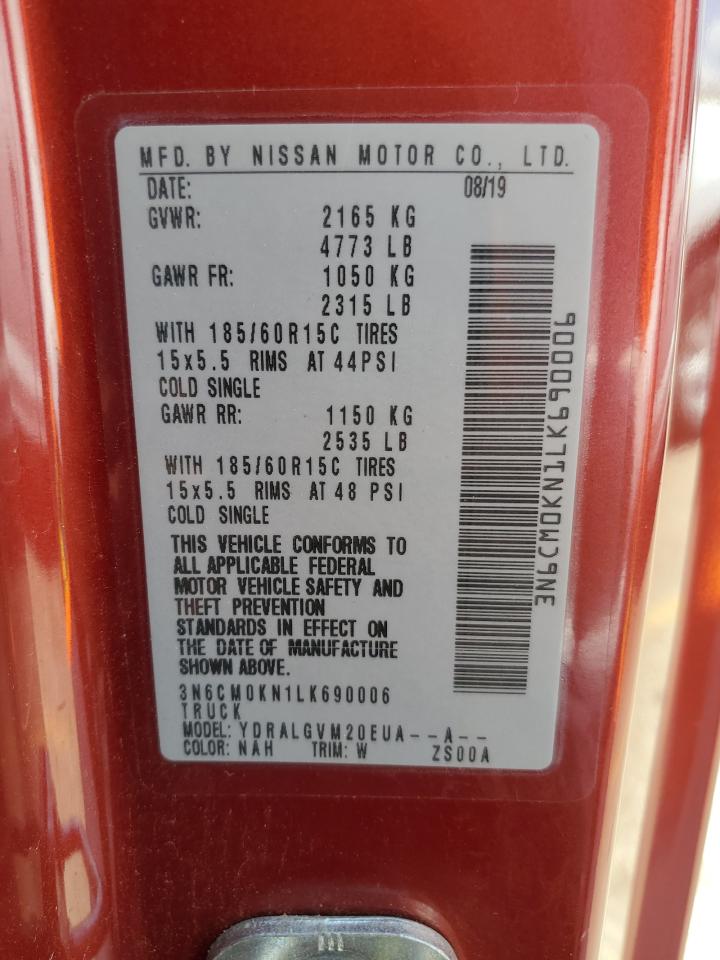 MFD. BY NISSAN MOTOR CO., LTD.
DATE: 08/19
GVWR: 2165 KG
4773 LB
GAWR FR: 1050 KG
2315 LB
WITH 185/60R15C TIRES
15x5.5 RIMS AT 44PSI
COLD SINGLE
GAWR RR: 1150 KG
2535 LB
WITH 185/60R15C TIRES
15x5.5 RIMS AT 48 PSI
COLD SINGLE
THIS VEHICLE CONFORMS TO
ALL APPLICABLE FEDERAL
MOTOR VEHICLE SAFETY AND
THEFT PREVENTION
STANDARDS IN EFFECT ON
THE DATE OF MANUFACTURE
SHOWN ABOVE.
3N6CM0KN1LK690006
TRUCK
MODEL: YDRALGVM20EUA--A--
COLOR: NAH TRIM: W ZS00A
3N6CM0KN1LK690006